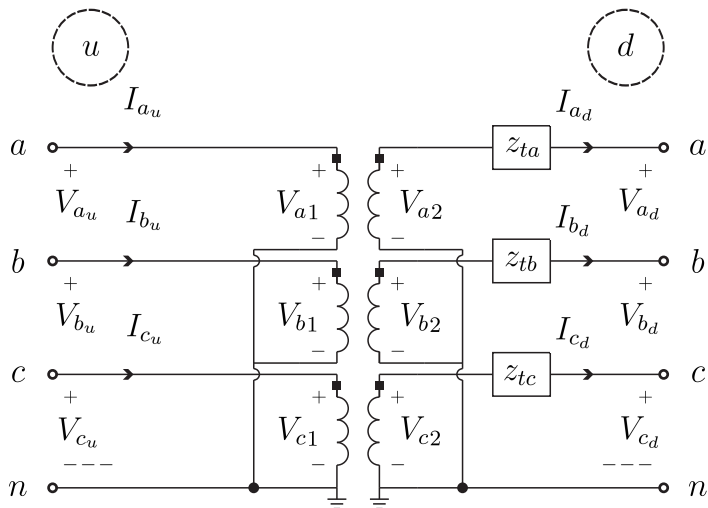 u d
I_{a_u} I_{a_d}
a z_{ta} a
+ + + +
V_{a_u} I_{b_u} V_{a1} V_{a2} I_{b_d} V_{a_d}
− −
b z_{tb} b
+ + + +
V_{b_u} I_{c_u} V_{b1} V_{b2} I_{c_d} V_{b_d}
− −
c z_{tc} c
+ + + +
V_{c_u} V_{c1} V_{c2} V_{c_d}
−−− − − −−−
n n